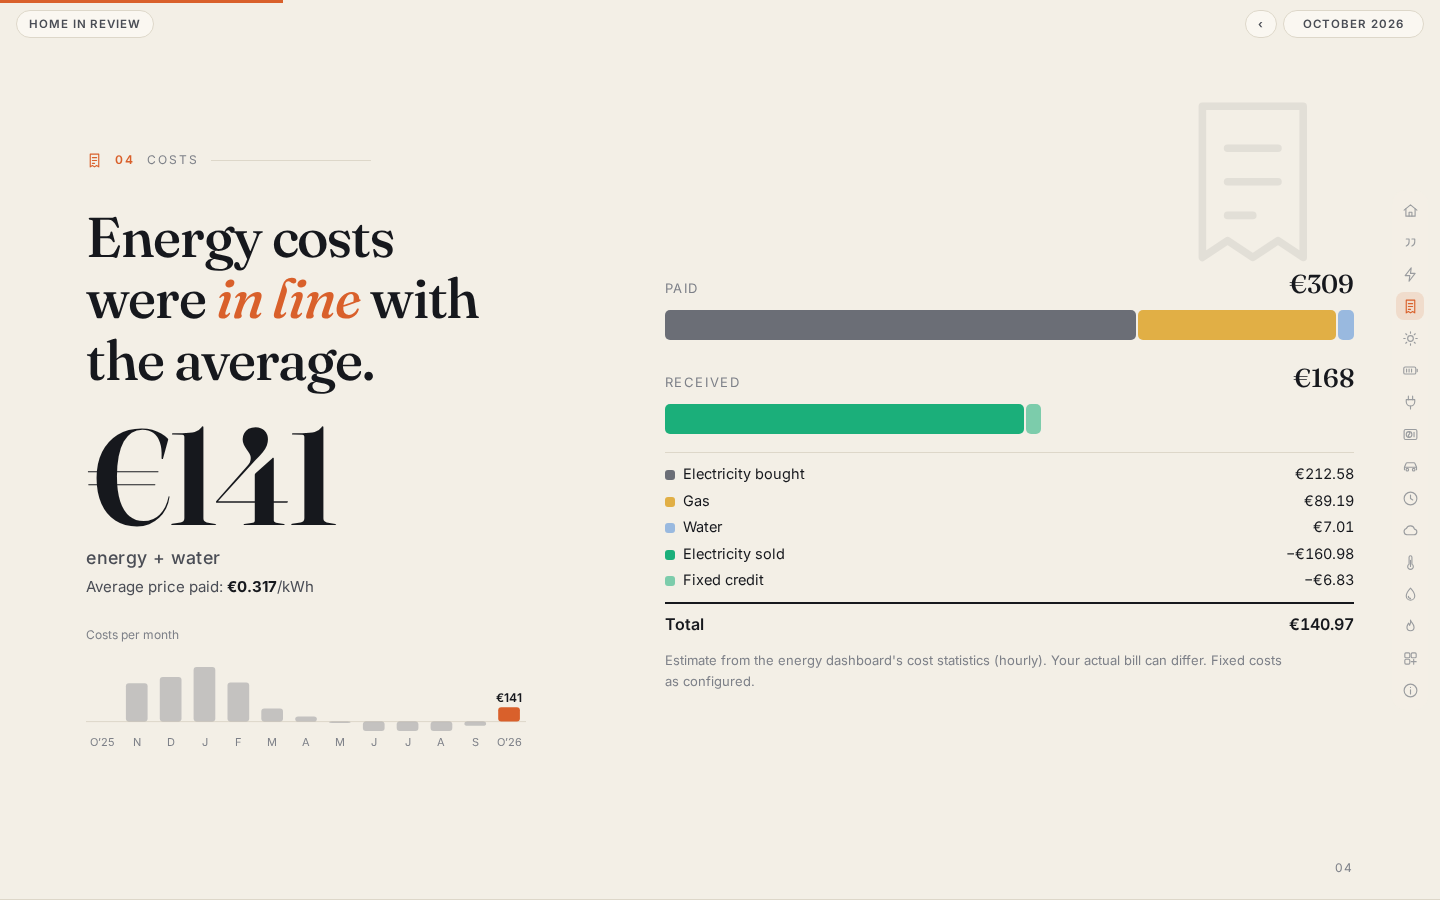 HOME IN REVIEW
‹
OCTOBER 2026
04 COSTS
Energy costs
were in line with
the average.
€141
energy + water
Average price paid: €0.317/kWh
Costs per month
€141
O'25 N D J F M A M J J A S O'26
PAID €309
RECEIVED €168
Electricity bought €212.58
Gas €89.19
Water €7.01
Electricity sold −€160.98
Fixed credit −€6.83
Total €140.97
Estimate from the energy dashboard's cost statistics (hourly). Your actual bill can differ. Fixed costs
as configured.
04